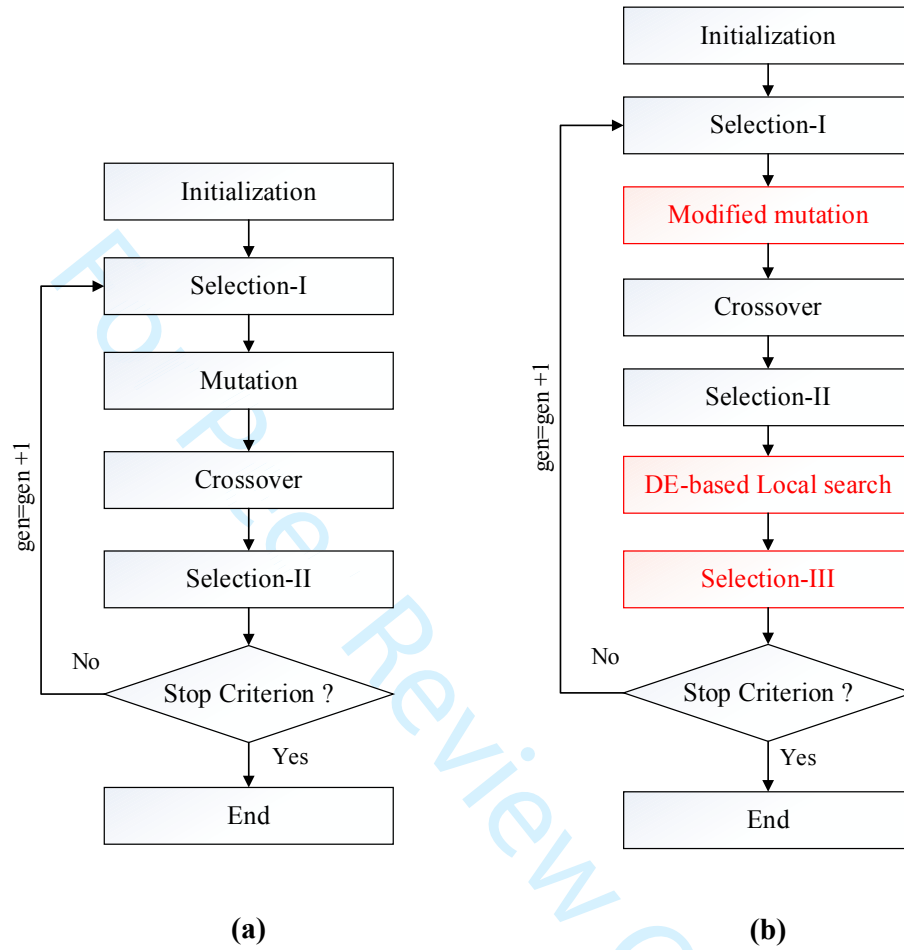 Initialization
Selection-I
Mutation
Crossover
Selection-II
Stop Criterion ?
No
Yes
End
gen=gen +1
(a)
Initialization
Selection-I
Modified mutation
Crossover
Selection-II
DE-based Local search
Selection-III
Stop Criterion ?
No
Yes
End
gen=gen +1
(b)
Review